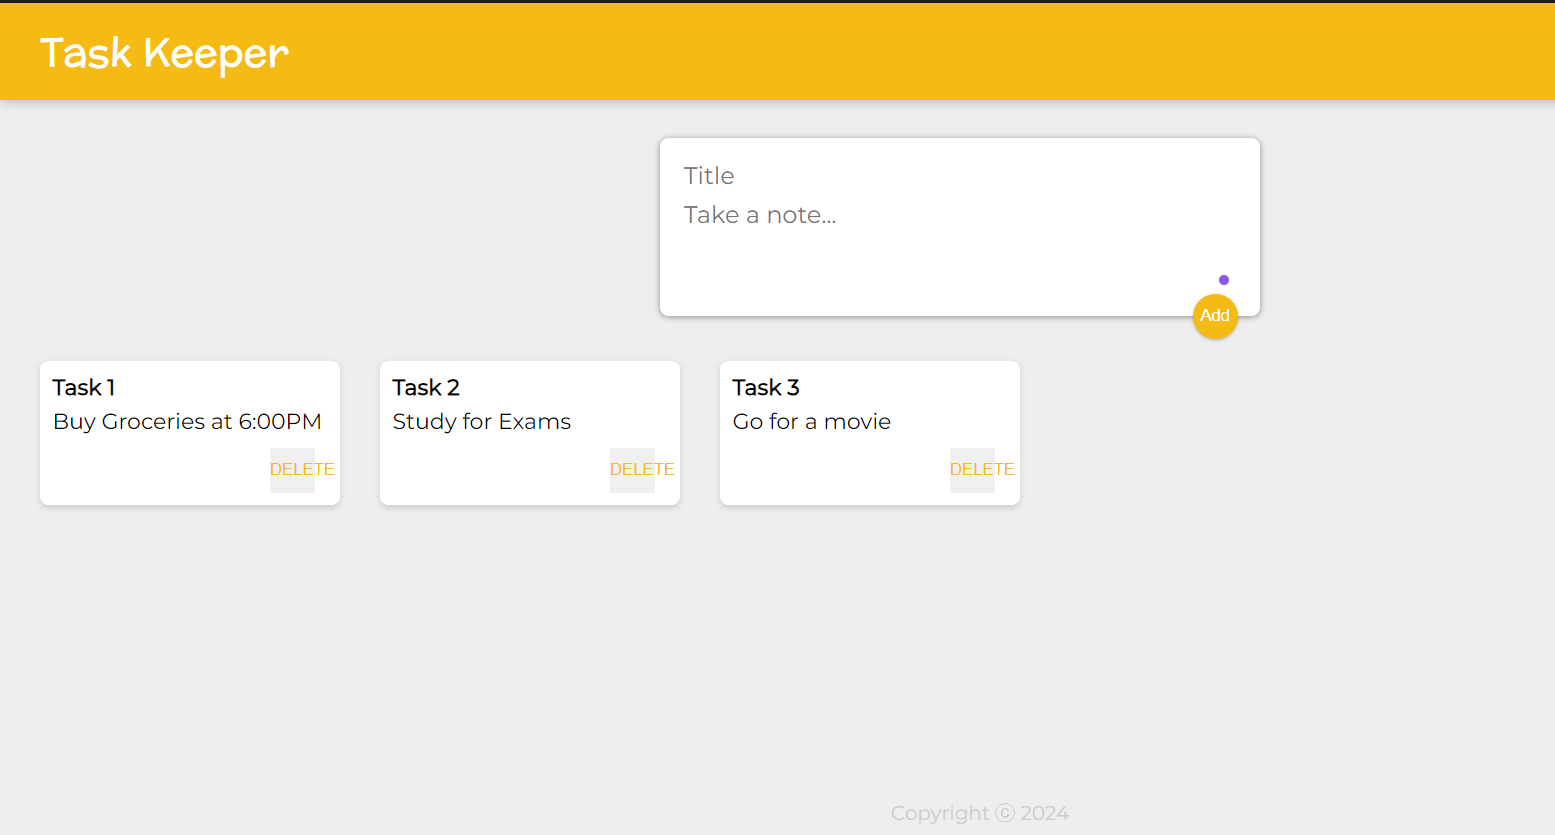 Task Keeper
Title
Take a note...
Add
Task 1
Buy Groceries at 6:00PM
DELETE
Task 2
Study for Exams
DELETE
Task 3
Go for a movie
DELETE
Copyright ⓒ 2024